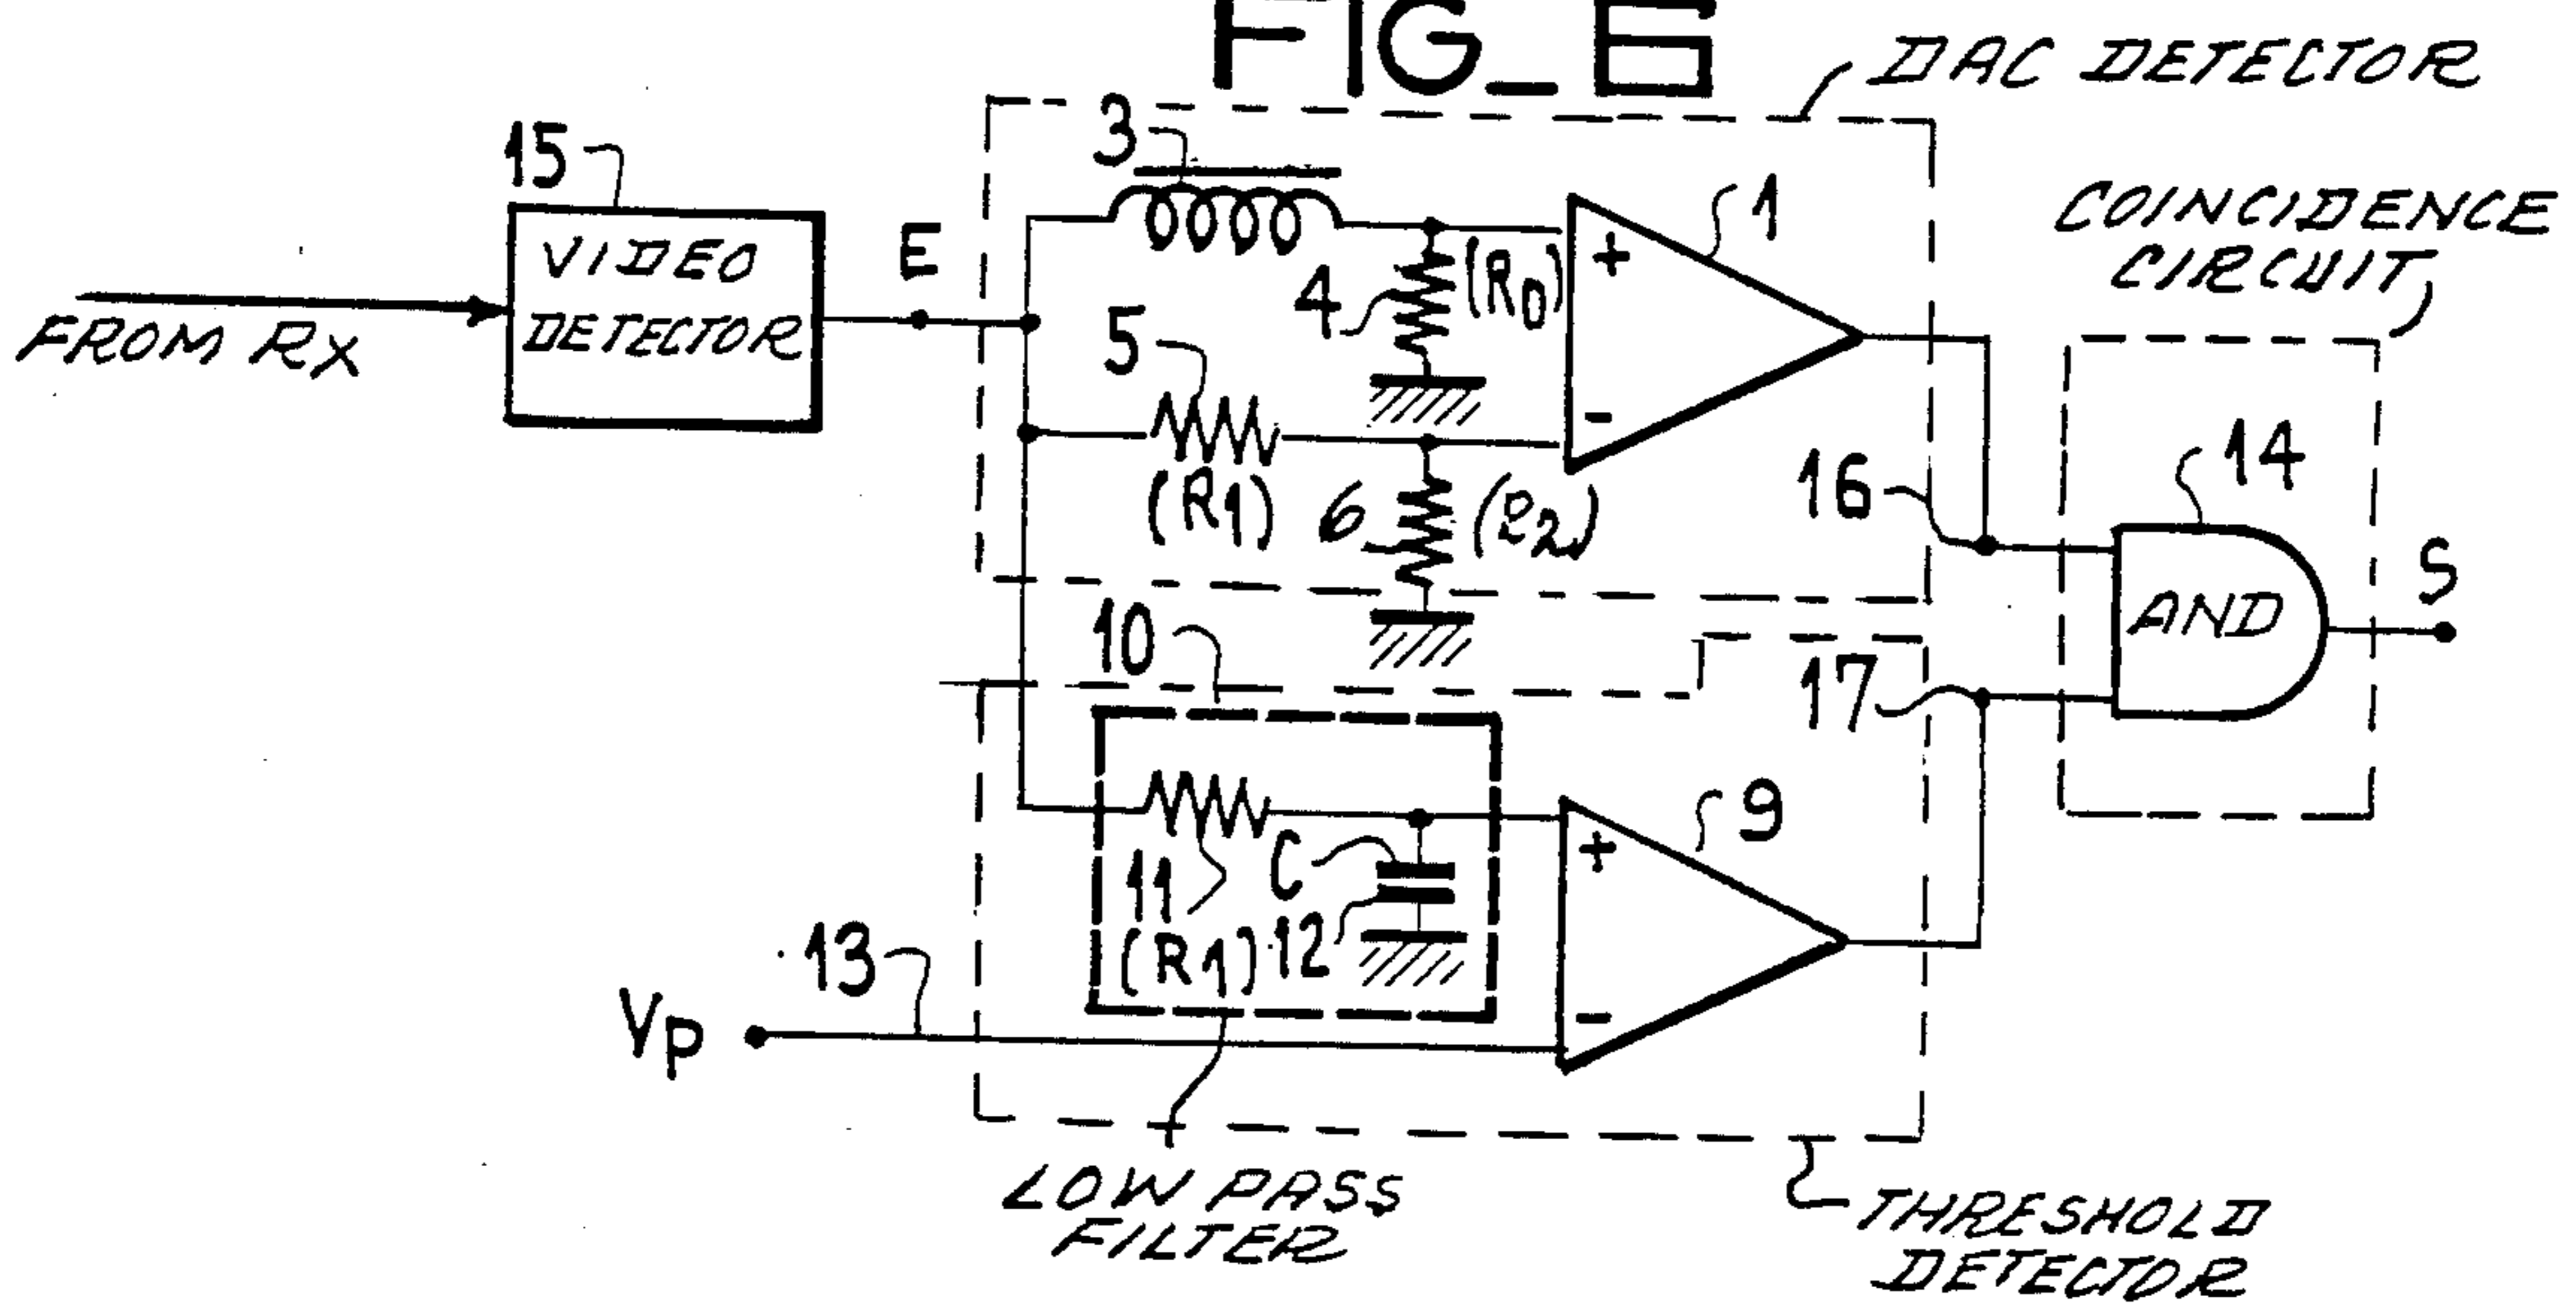 FIG_6
DAC DETECTOR
COINCIDENCE
CIRCUIT
15
VIDEO
DETECTOR
FROM RX
E
3
4
(R0)
+
-
1
5
(R1)
6
(R2)
16
14
AND
S
17
10
11
(R1)
C
12
+
-
9
13
VP
LOW PASS
FILTER
THRESHOLD
DETECTOR